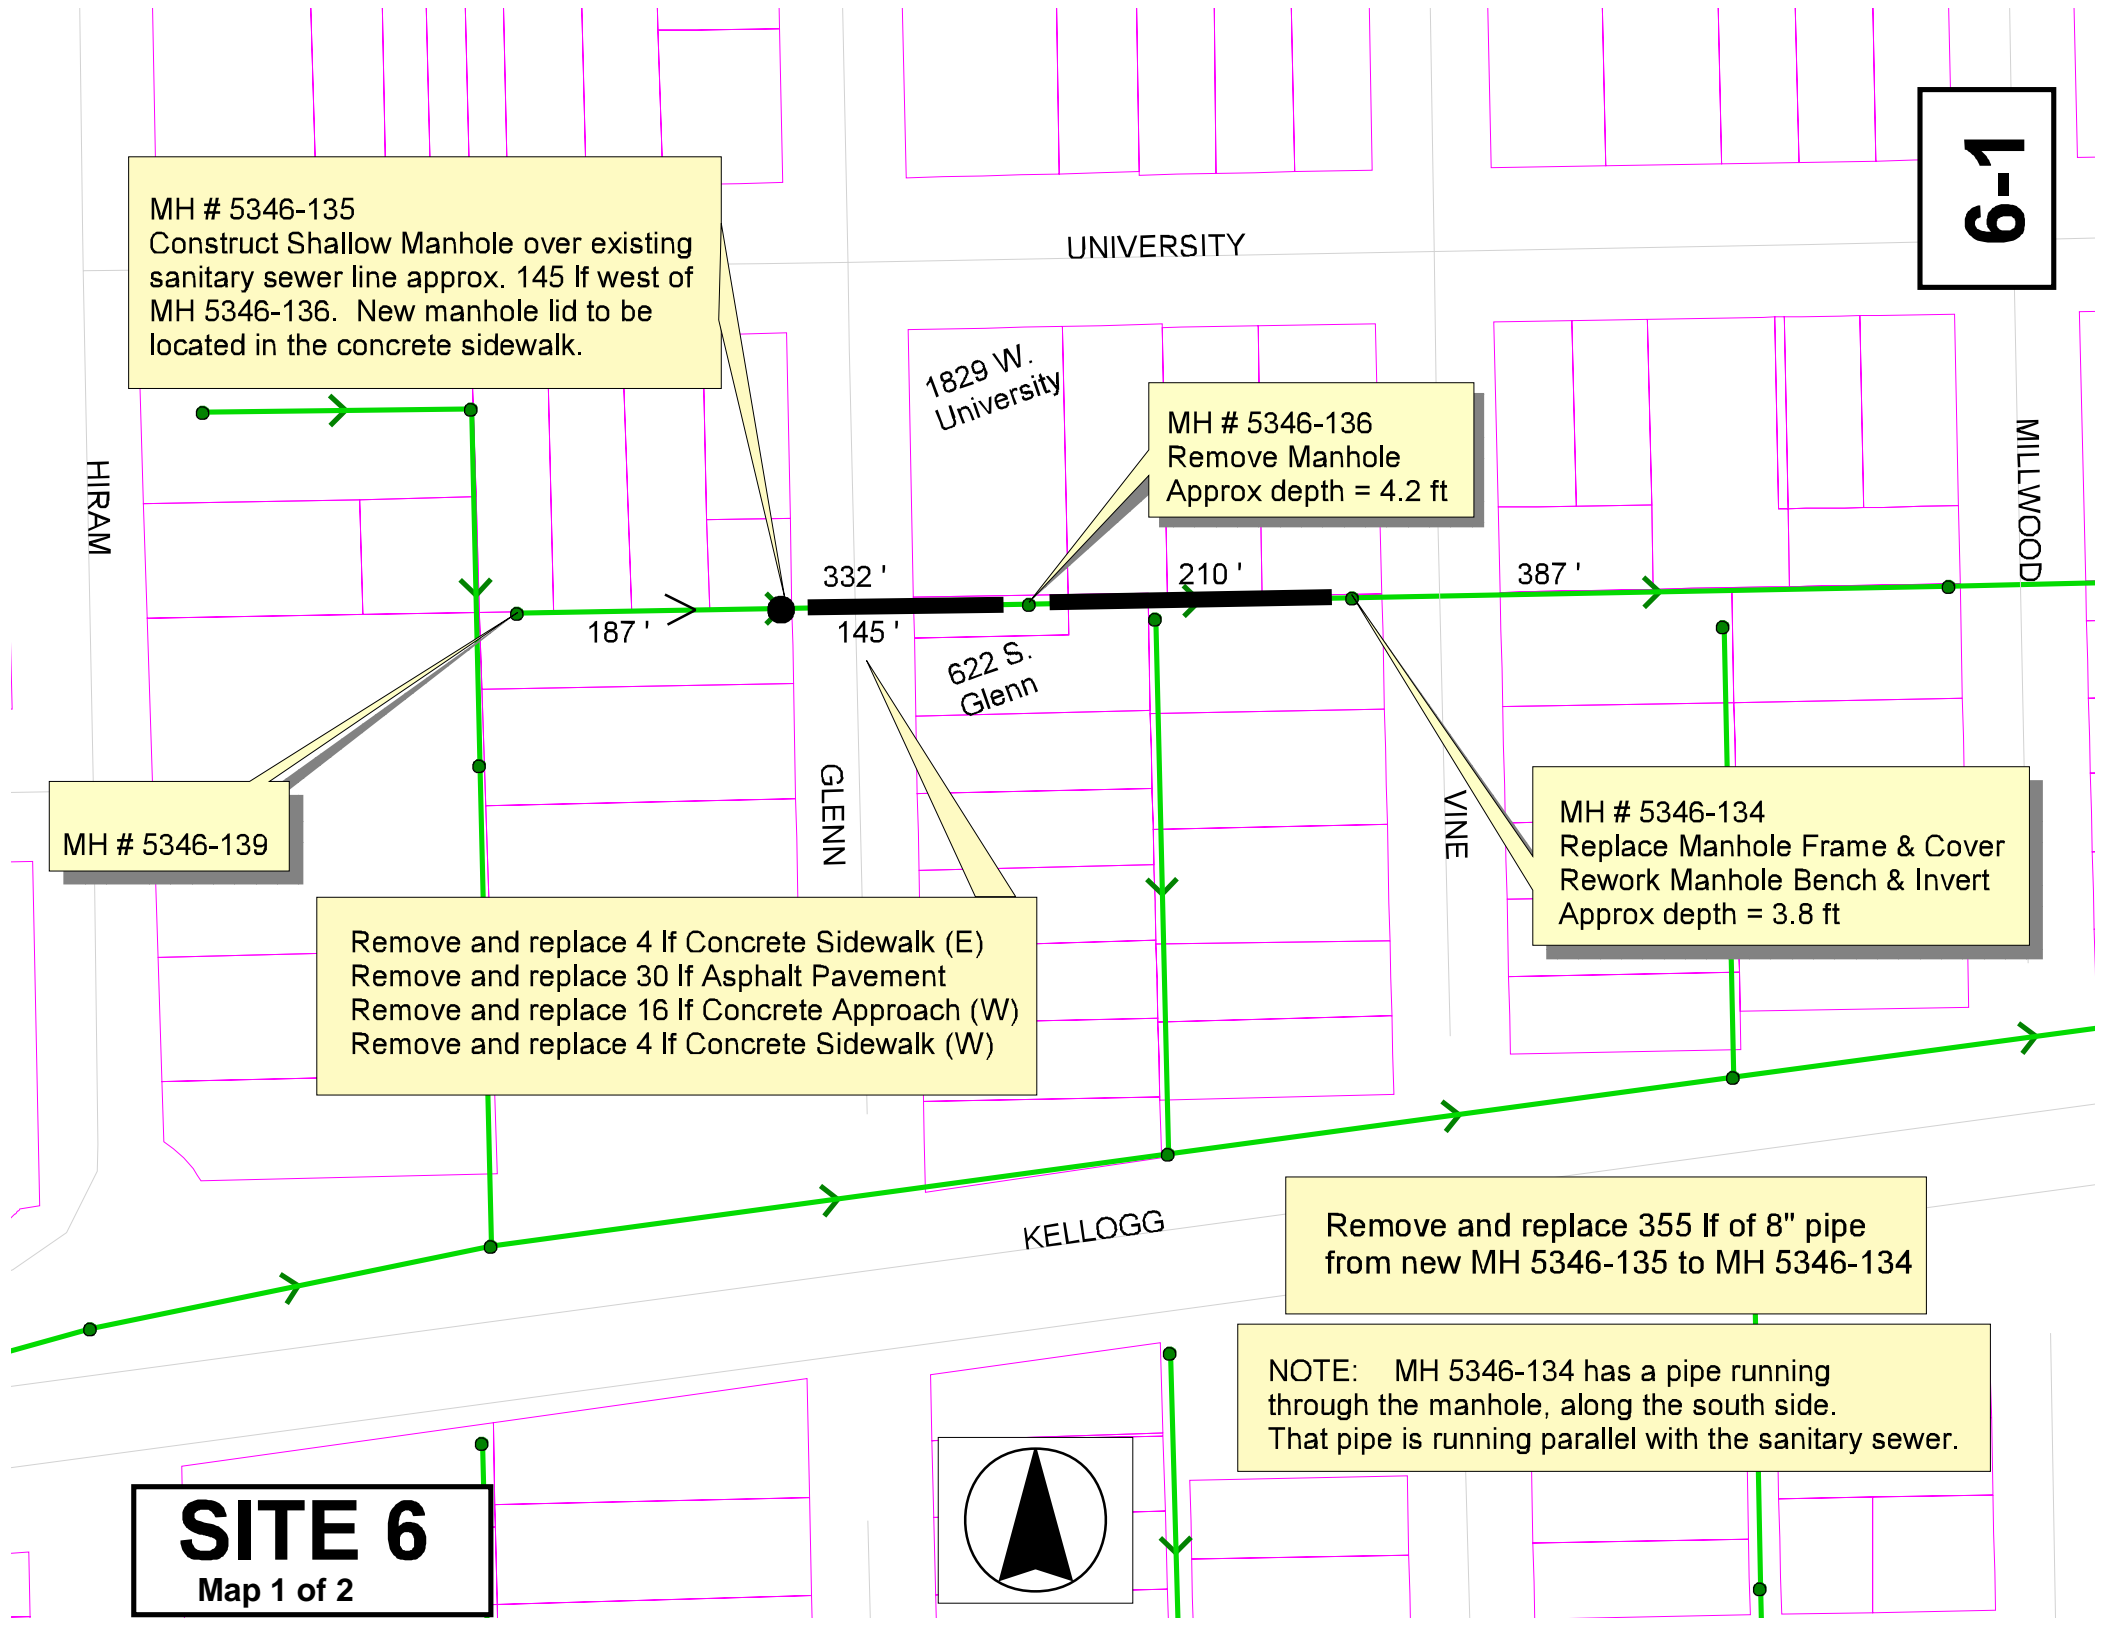 6-1
MH # 5346-135
Construct Shallow Manhole over existing
sanitary sewer line approx. 145 lf west of
MH 5346-136.  New manhole lid to be
located in the concrete sidewalk.
UNIVERSITY
1829 W.
University
MH # 5346-136
Remove Manhole
Approx depth = 4.2 ft
HIRAM
MILLWOOD
332 '
210 '
387 '
187 '
145 '
622 S.
Glenn
GLENN
VINE
MH # 5346-139
MH # 5346-134
Replace Manhole Frame & Cover
Rework Manhole Bench & Invert
Approx depth = 3.8 ft
Remove and replace 4 lf Concrete Sidewalk (E)
Remove and replace 30 lf Asphalt Pavement
Remove and replace 16 lf Concrete Approach (W)
Remove and replace 4 lf Concrete Sidewalk (W)
KELLOGG
Remove and replace 355 lf of 8" pipe
from new MH 5346-135 to MH 5346-134
NOTE:    MH 5346-134 has a pipe running
through the manhole, along the south side.
That pipe is running parallel with the sanitary sewer.
SITE 6
Map 1 of 2